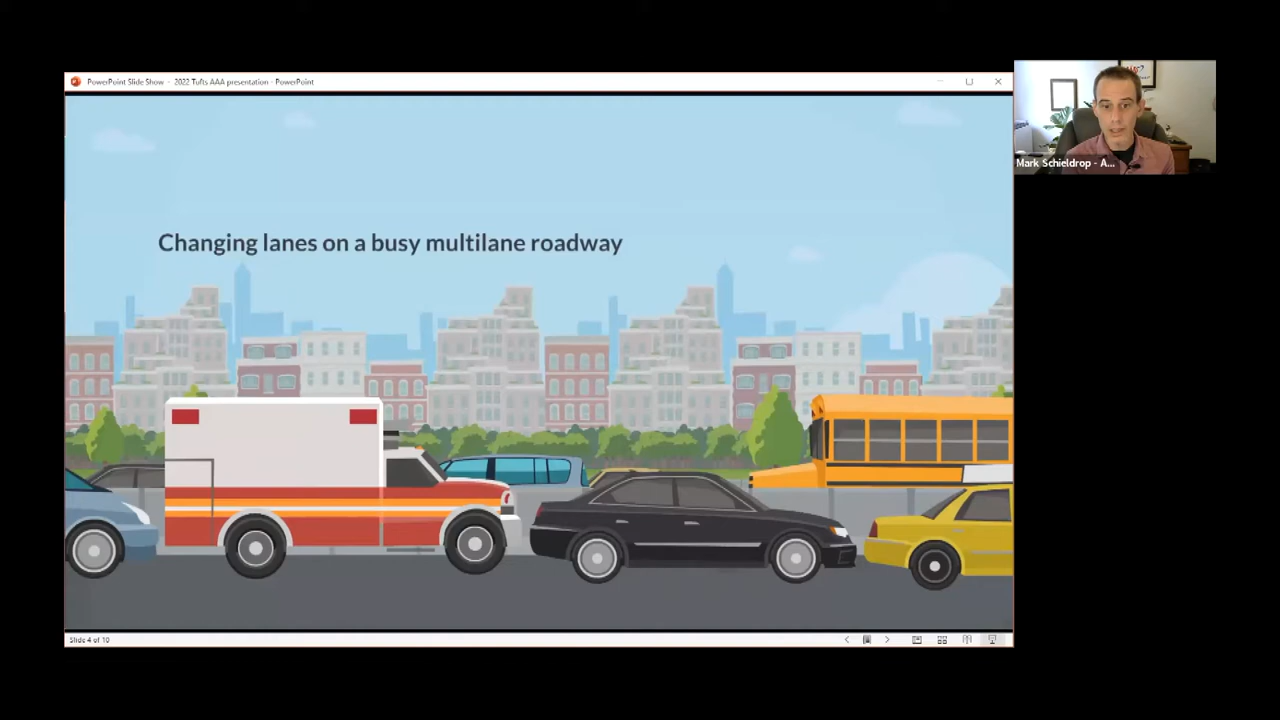 PowerPoint Slide Show - 2022 Tufts AAA presentation - PowerPoint
Changing lanes on a busy multilane roadway
Mark Schieldrop - A...
Slide 4 of 10